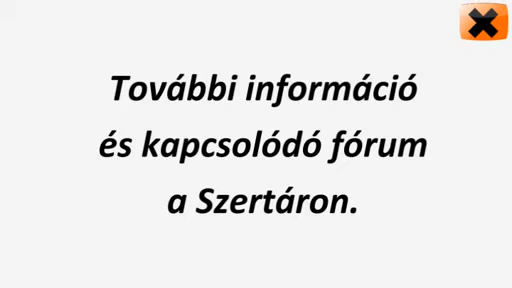 További információ
és kapcsolódó fórum
a Szertáron.